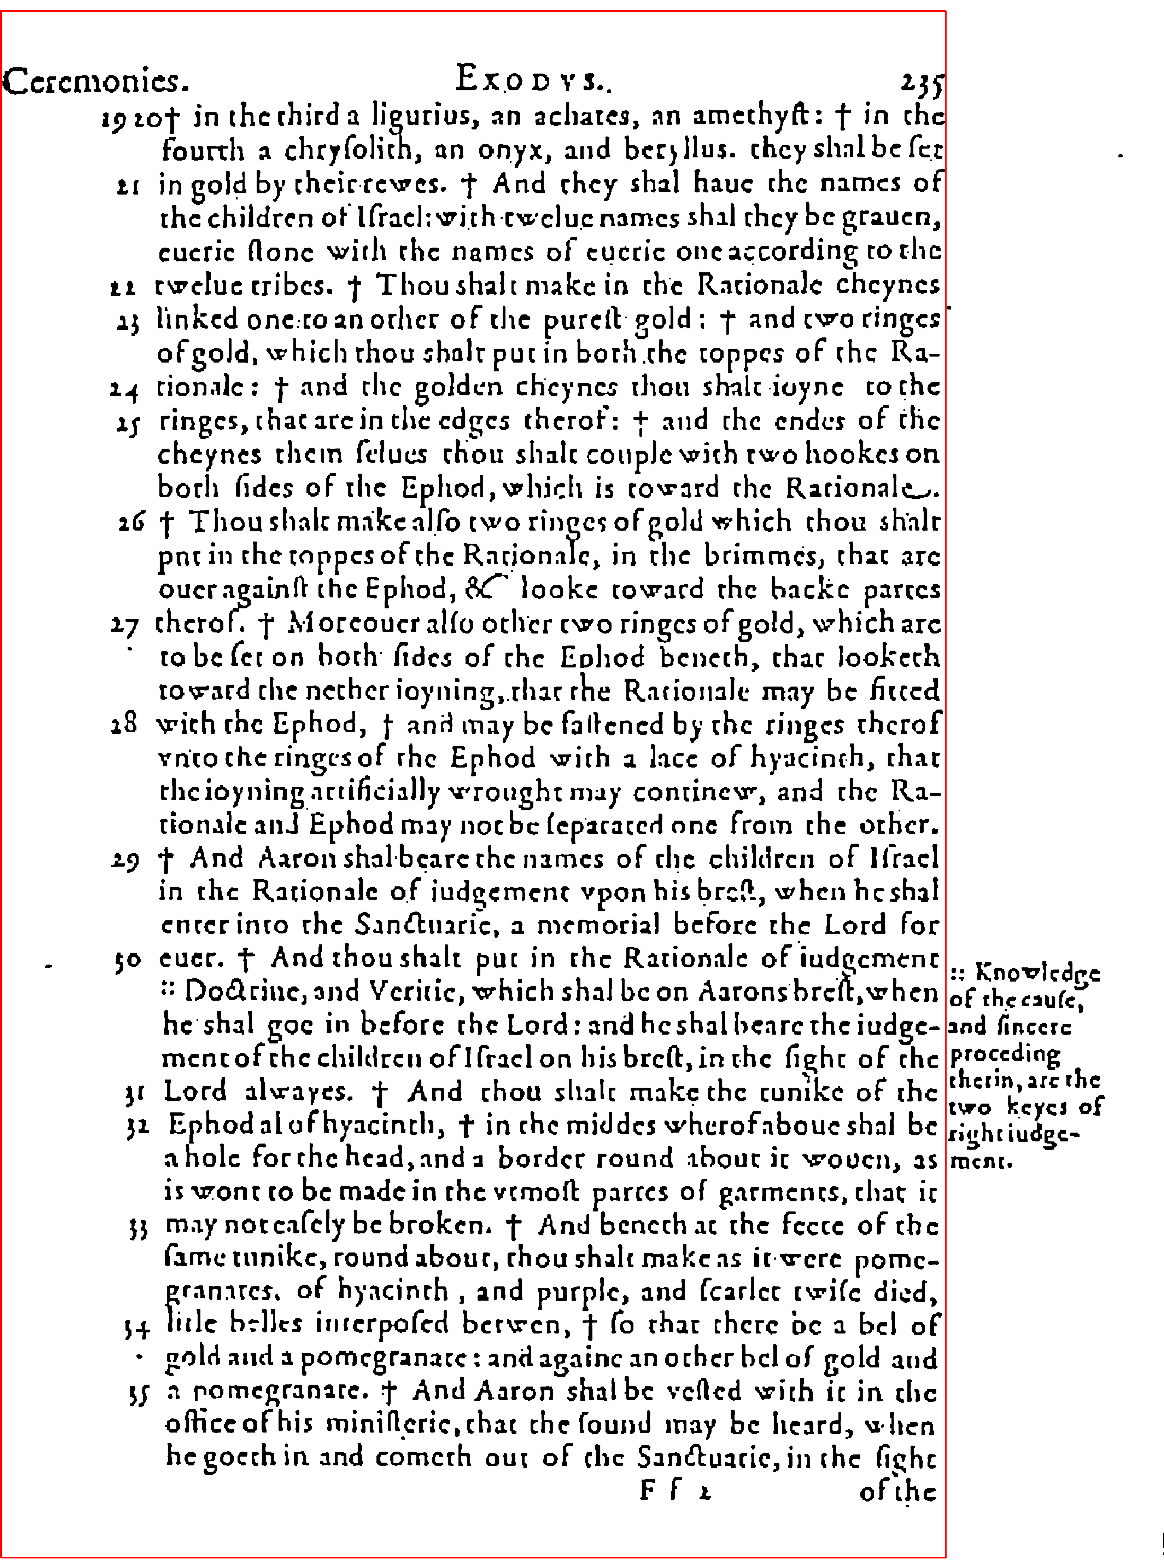 Ceremonies. EXODVS. 235
19 20 † in the third a ligurius, an achates, an amethyſt: † in the
fourth a chryſolith, an onyx, and beryllus. they shal be ſet
21 in gold by their rewes. † And they shal haue the names of
the children of Iſrael: with twelue names shal they be grauen,
euerie ſtone with the names of euerie one according to the
22 twelue tribes. † Thou shalt make in the Rationale cheynes
23 linked one to an other of the pureſt gold: † and two ringes
of gold, which thou shalt put in both the toppes of the Ra-
24 tionale: † and the golden cheynes thou shalt ioyne to the
25 ringes, that are in the edges therof: † and the endes of the
cheynes them ſelues thou shalt couple with two hookes on
both ſides of the Ephod, which is toward the Rationale.
26 † Thou shalt make alſo two ringes of gold which thou shalt
put in the toppes of the Rationale, in the brimmes, that are
ouer againſt the Ephod, &c looke toward the backe partes
27 therof. † Moreouer alſo other two ringes of gold, which are
to be ſet on both ſides of the Ephod beneth, that looketh
toward the nether ioyning, that the Rationale may be fitted
28 with the Ephod, † and may be faſtened by the ringes therof
vnto the ringes of the Ephod with a lace of hyacinth, that
the ioyning artificially wrought may continew, and the Ra-
tionale and Ephod may not be ſeparated one from the other.
29 † And Aaron shal beare the names of the children of Iſrael
in the Rationale of iudgement vpon his breſt, when he shal
enter into the Sanctuarie, a memorial before the Lord for
30 euer. † And thou shalt put in the Rationale of iudgement
:: Doctrine, and Veritie, which shal be on Aarons breſt, when
he shal goe in before the Lord: and he shal beare the iudge-
ment of the children of Iſrael on his breſt, in the ſight of the
31 Lord alwayes. † And thou shalt make the tunike of the
32 Ephod al of hyacinth, † in the middes wherof aboue shal be
a hole for the head, and a border round about it wouen, as
is wont to be made in the vtmoſt partes of garments, that it
33 may not eaſely be broken. † And beneth at the feete of the
ſame tunike, round about, thou shalt make as it were pome-
granates, of hyacinth, and purple, and ſcarlet twiſe died,
34 litle belles interpoſed betwen, † ſo that there be a bel of
gold and a pomegranate: and againe an other bel of gold and
35 a pomegranate. † And Aaron shal be veſted with it in the
office of his miniſterie, that the ſound may be heard, when
he goeth in and cometh out of the Sanctuarie, in the ſight
F f 2 of the
:: Knowledge
of the cauſe,
and ſincere
proceding
therin, are the
two keyes of
right iudge-
ment.